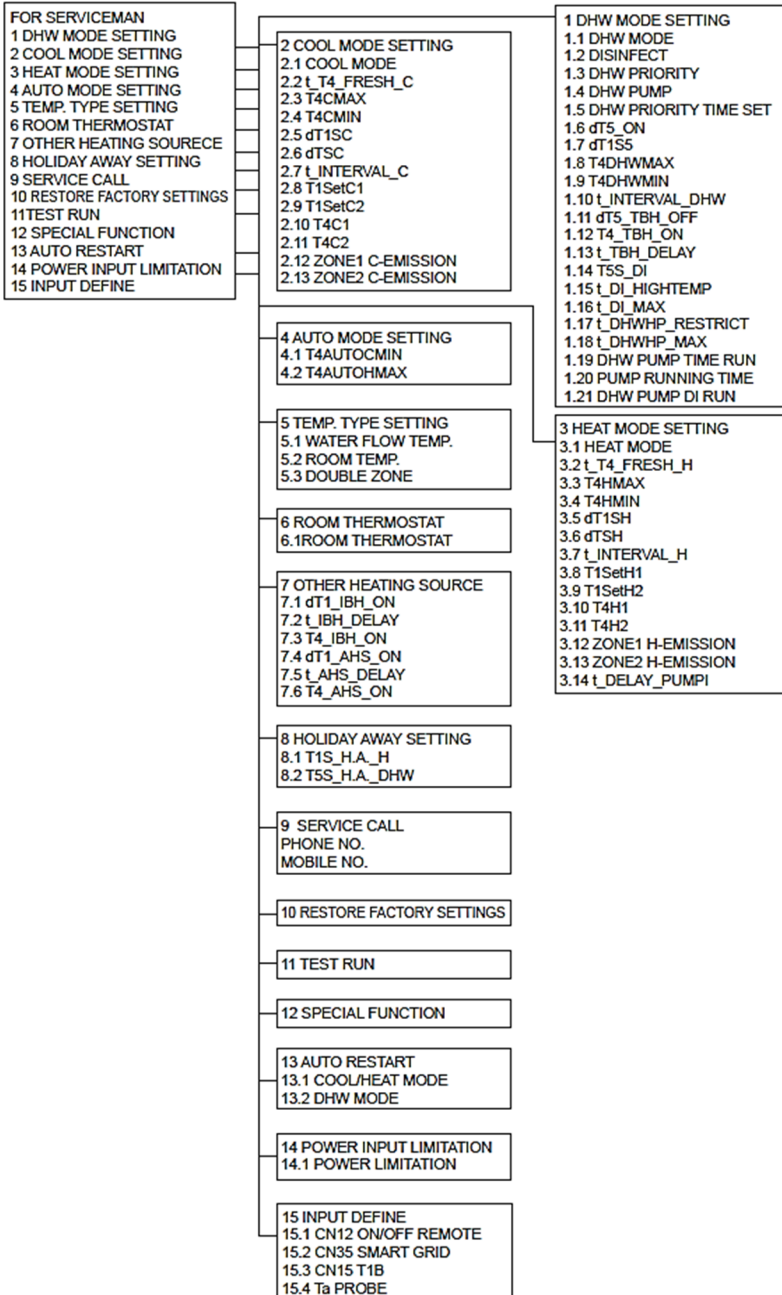 FOR SERVICEMAN
1 DHW MODE SETTING
2 COOL MODE SETTING
3 HEAT MODE SETTING
4 AUTO MODE SETTING
5 TEMP. TYPE SETTING
6 ROOM THERMOSTAT
7 OTHER HEATING SOURECE
8 HOLIDAY AWAY SETTING
9 SERVICE CALL
10 RESTORE FACTORY SETTINGS
11TEST RUN
12 SPECIAL FUNCTION
13 AUTO RESTART
14 POWER INPUT LIMITATION
15 INPUT DEFINE
1 DHW MODE SETTING
1.1 DHW MODE
1.2 DISINFECT
1.3 DHW PRIORITY
1.4 DHW PUMP
1.5 DHW PRIORITY TIME SET
1.6 dT5_ON
1.7 dT1S5
1.8 T4DHWMAX
1.9 T4DHWMIN
1.10 t_INTERVAL_DHW
1.11 dT5_TBH_OFF
1.12 T4_TBH_ON
1.13 t_TBH_DELAY
1.14 T5S_DI
1.15 t_DI_HIGHTEMP
1.16 t_DI_MAX
1.17 t_DHWHP_RESTRICT
1.18 t_DHWHP_MAX
1.19 DHW PUMP TIME RUN
1.20 PUMP RUNNING TIME
1.21 DHW PUMP DI RUN
2 COOL MODE SETTING
2.1 COOL MODE
2.2 t_T4_FRESH_C
2.3 T4CMAX
2.4 T4CMIN
2.5 dT1SC
2.6 dTSC
2.7 t_INTERVAL_C
2.8 T1SetC1
2.9 T1SetC2
2.10 T4C1
2.11 T4C2
2.12 ZONE1 C-EMISSION
2.13 ZONE2 C-EMISSION
3 HEAT MODE SETTING
3.1 HEAT MODE
3.2 t_T4_FRESH_H
3.3 T4HMAX
3.4 T4HMIN
3.5 dT1SH
3.6 dTSH
3.7 t_INTERVAL_H
3.8 T1SetH1
3.9 T1SetH2
3.10 T4H1
3.11 T4H2
3.12 ZONE1 H-EMISSION
3.13 ZONE2 H-EMISSION
3.14 t_DELAY_PUMPI
4 AUTO MODE SETTING
4.1 T4AUTOCMIN
4.2 T4AUTOHMAX
5 TEMP. TYPE SETTING
5.1 WATER FLOW TEMP.
5.2 ROOM TEMP.
5.3 DOUBLE ZONE
6 ROOM THERMOSTAT
6.1ROOM THERMOSTAT
7 OTHER HEATING SOURCE
7.1 dT1_IBH_ON
7.2 t_IBH_DELAY
7.3 T4_IBH_ON
7.4 dT1_AHS_ON
7.5 t_AHS_DELAY
7.6 T4_AHS_ON
8 HOLIDAY AWAY SETTING
8.1 T1S_H.A._H
8.2 T5S_H.A._DHW
9 SERVICE CALL
PHONE NO.
MOBILE NO.
10 RESTORE FACTORY SETTINGS
11 TEST RUN
12 SPECIAL FUNCTION
13 AUTO RESTART
13.1 COOL/HEAT MODE
13.2 DHW MODE
14 POWER INPUT LIMITATION
14.1 POWER LIMITATION
15 INPUT DEFINE
15.1 CN12 ON/OFF REMOTE
15.2 CN35 SMART GRID
15.3 CN15 T1B
15.4 Ta PROBE